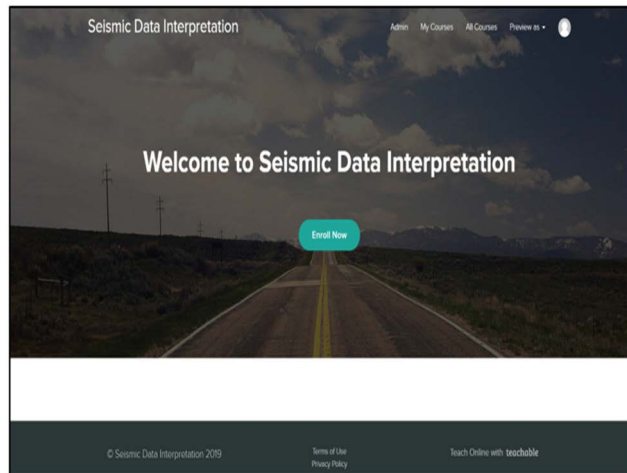 Seismic Data Interpretation
Admin My Courses All Courses Preview as
Welcome to Seismic Data Interpretation
Enroll Now
© Seismic Data Interpretation 2019
Terms of Use
Privacy Policy
Teach Online with teachable